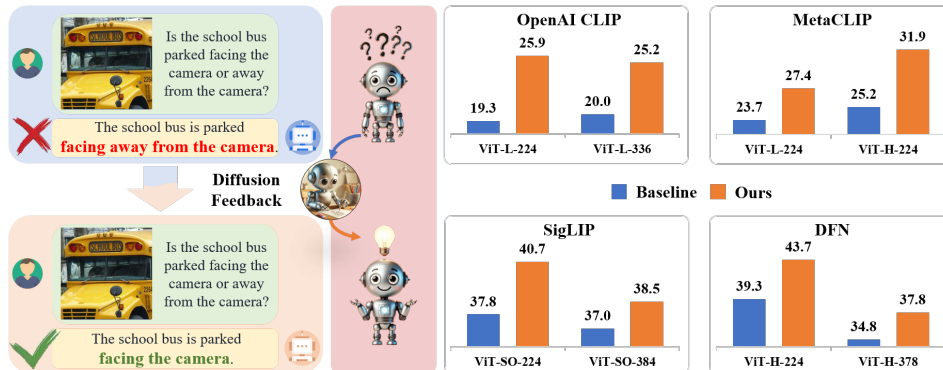 SCHOOL BUS
Is the school bus
parked facing the
camera or away
from the camera?
The school bus is parked
facing away from the camera.
Diffusion
Feedback
SCHOOL BUS
Is the school bus
parked facing the
camera or away
from the camera?
The school bus is parked
facing the camera.
? ? ? ? ? ?
OpenAI CLIP
19.3 25.9 20.0 25.2
ViT-L-224 ViT-L-336
MetaCLIP
23.7 27.4 25.2 31.9
ViT-L-224 ViT-H-224
Baseline Ours
SigLIP
37.8 40.7 37.0 38.5
ViT-SO-224 ViT-SO-384
DFN
39.3 43.7 34.8 37.8
ViT-H-224 ViT-H-378